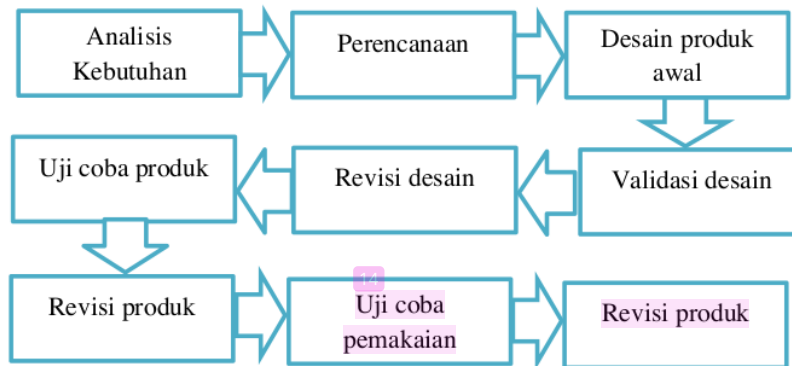 Analisis
Kebutuhan
Perencanaan
Desain produk
awal
Validasi desain
Revisi desain
Uji coba produk
Revisi produk
14
Uji coba
pemakaian
Revisi produk